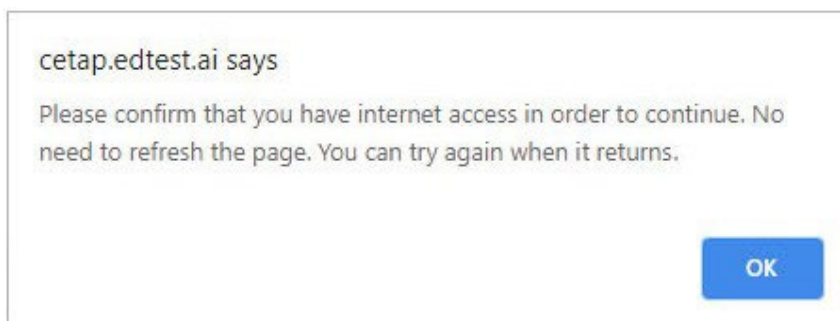 cetap.edtest.ai says
Please confirm that you have internet access in order to continue. No
need to refresh the page. You can try again when it returns.
OK